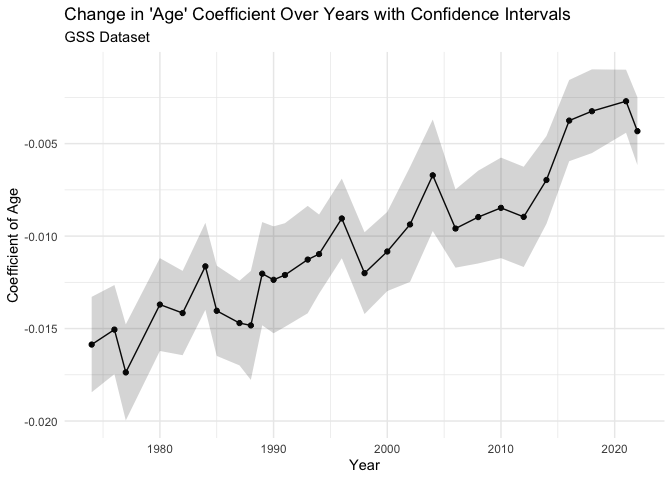 Change in 'Age' Coefficient Over Years with Confidence Intervals
GSS Dataset
Coefficient of Age
-0.005
-0.010
-0.015
-0.020
1980 1990 2000 2010 2020
Year